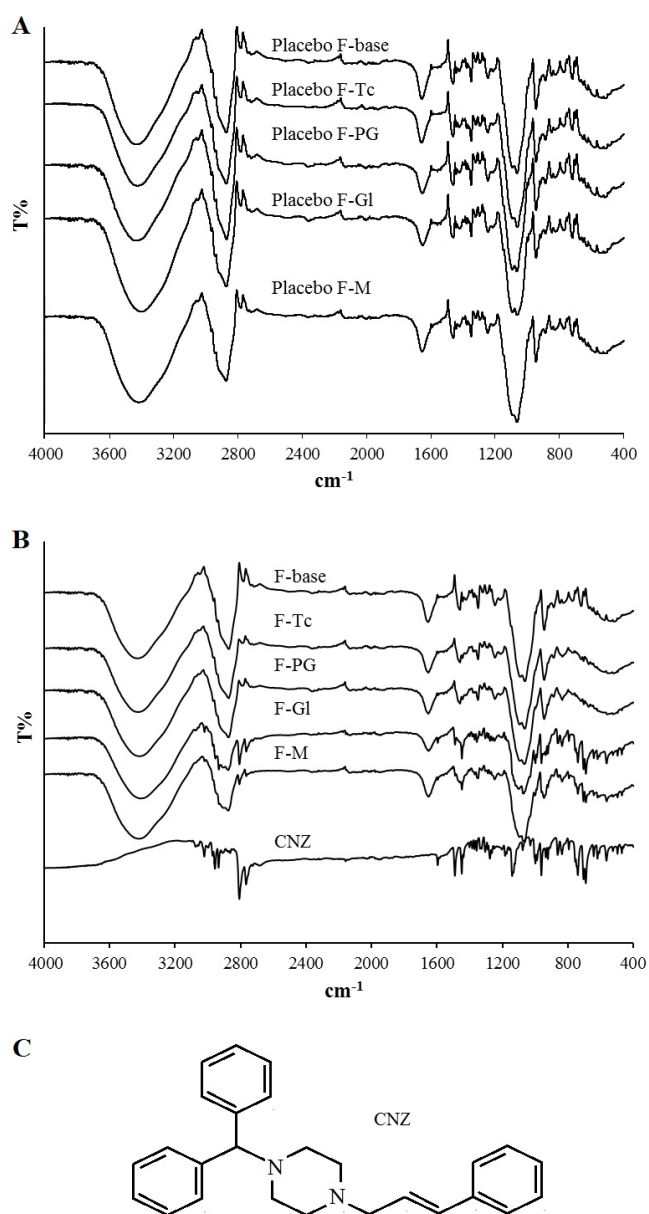 A
Placebo F-base
Placebo F-Tc
Placebo F-PG
Placebo F-Gl
Placebo F-M
T%
4000 3600 3200 2800 2400 2000 1600 1200 800 400
cm-1
B
F-base
F-Tc
F-PG
F-Gl
F-M
CNZ
T%
4000 3600 3200 2800 2400 2000 1600 1200 800 400
cm-1
C
CNZ
N
N